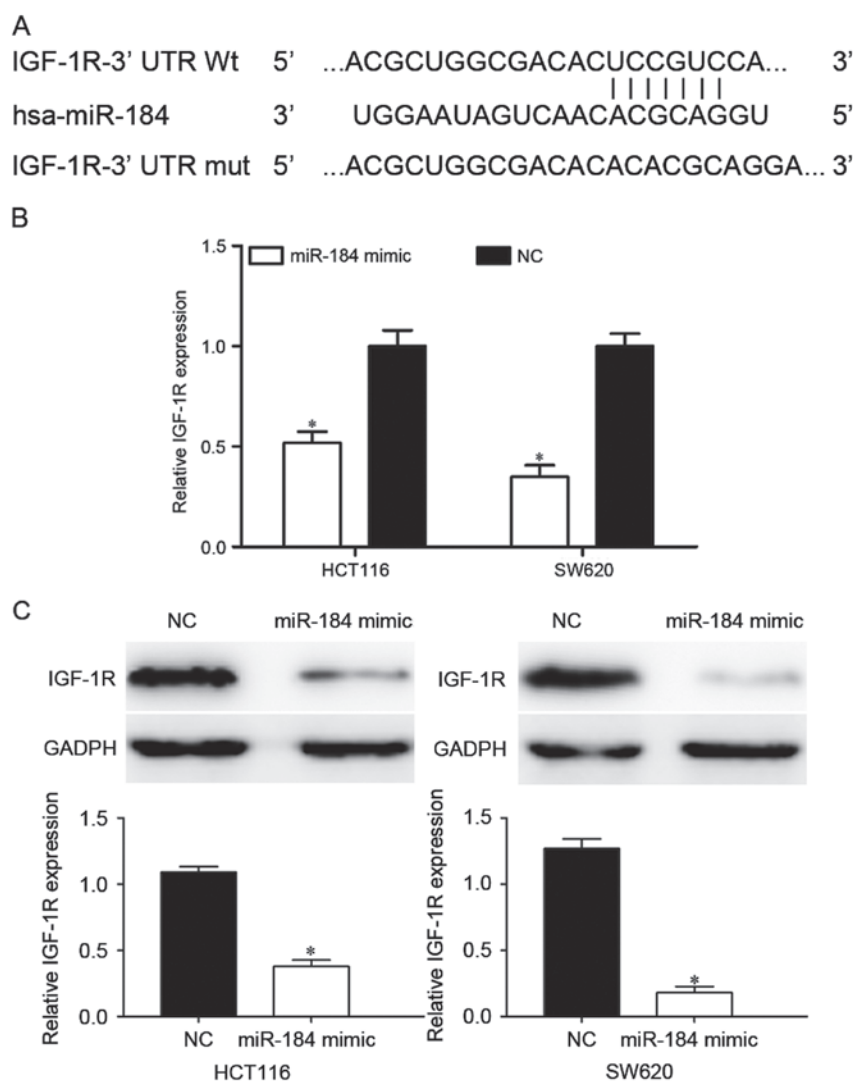 A
IGF-1R-3' UTR Wt 5' ...ACGCUGGCGACACUCCGUCCA... 3'
hsa-miR-184 3' UGGAAUAGUCAACACGCAGGU 5'
IGF-1R-3' UTR mut 5' ...ACGCUGGCGACACACACGCAGGA... 3'
B
1.5
miR-184 mimic NC
Relative IGF-1R expression
1.0
*
0.5
*
0.0
HCT116 SW620
C
NC miR-184 mimic NC miR-184 mimic
IGF-1R IGF-1R
GADPH GADPH
Relative IGF-1R expression
1.5
1.0
0.5
0.0
*
NC miR-184 mimic
HCT116
Relative IGF-1R expression
1.5
1.0
0.5
0.0
*
NC miR-184 mimic
SW620